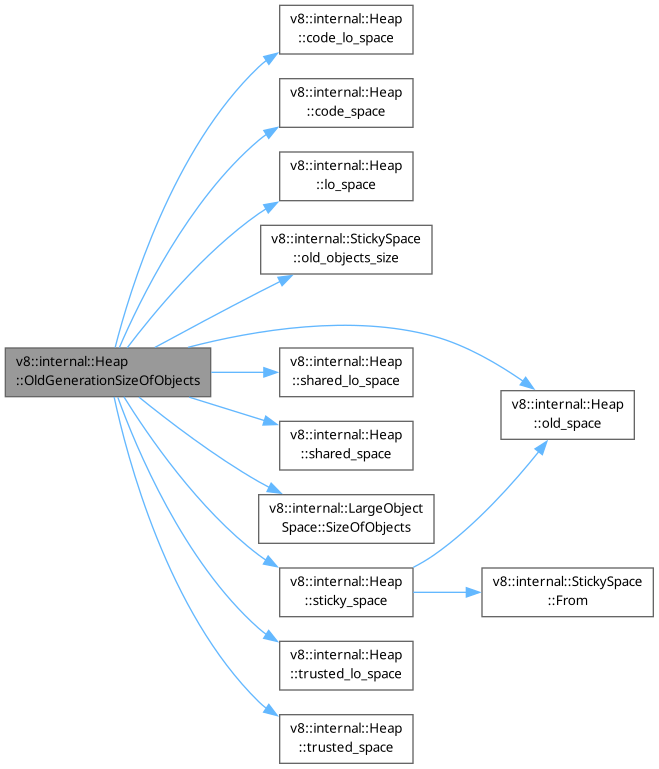 v8::internal::Heap
::code_lo_space
v8::internal::Heap
::code_space
v8::internal::Heap
::lo_space
v8::internal::StickySpace
::old_objects_size
v8::internal::Heap
::OldGenerationSizeOfObjects
v8::internal::Heap
::shared_lo_space
v8::internal::Heap
::old_space
v8::internal::Heap
::shared_space
v8::internal::LargeObject
Space::SizeOfObjects
v8::internal::Heap
::sticky_space
v8::internal::StickySpace
::From
v8::internal::Heap
::trusted_lo_space
v8::internal::Heap
::trusted_space